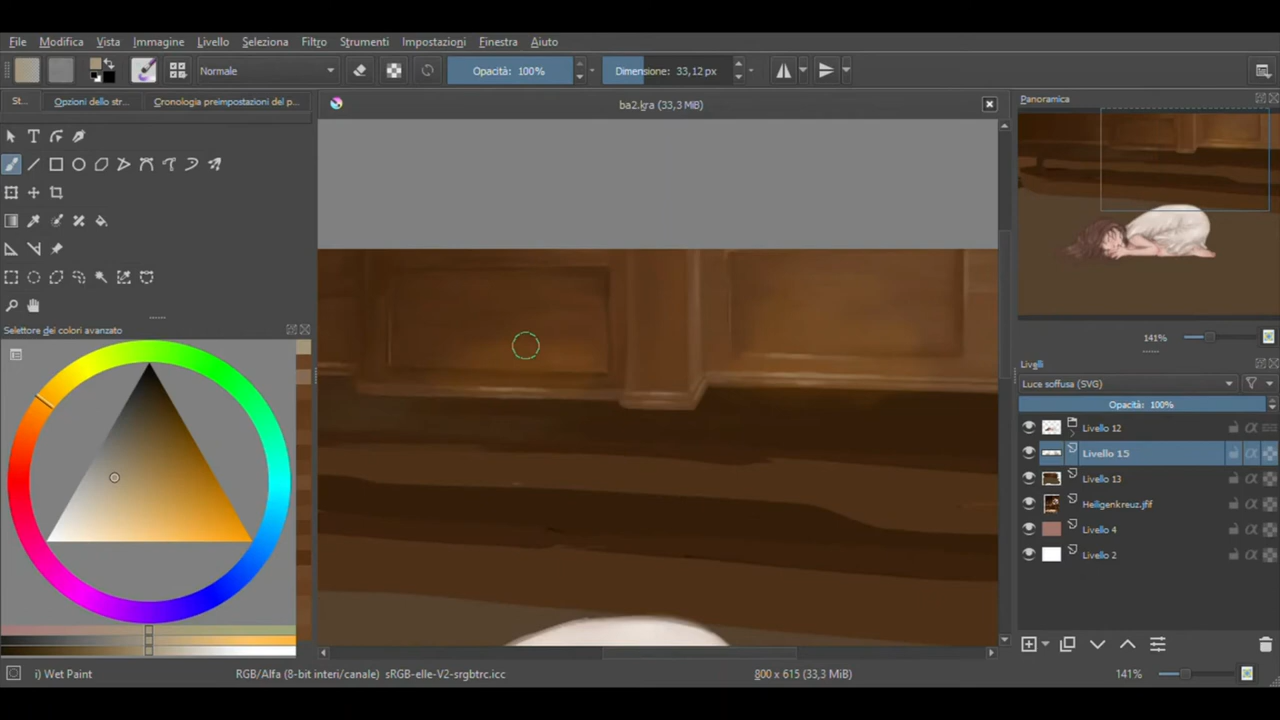 File Modifica Vista Immagine Livello Seleziona Filtro Strumenti Impostazioni Finestra Aiuto
Normale Opacità: 100% Dimensione: 33,12 px
St... Opzioni dello str... Cronologia preimpostazioni del p... ba2.kra (33,3 MiB) Panoramica
Selettore dei colori avanzato
141%
Livelli
Luce soffusa (SVG)
Opacità: 100%
Livello 12
Livello 15
Livello 13
Heiligenkreuz.jfif
Livello 4
Livello 2
i) Wet Paint RGB/Alfa (8-bit interi/canale) sRGB-elle-V2-srgbtrc.icc 800 x 615 (33,3 MiB) 141%